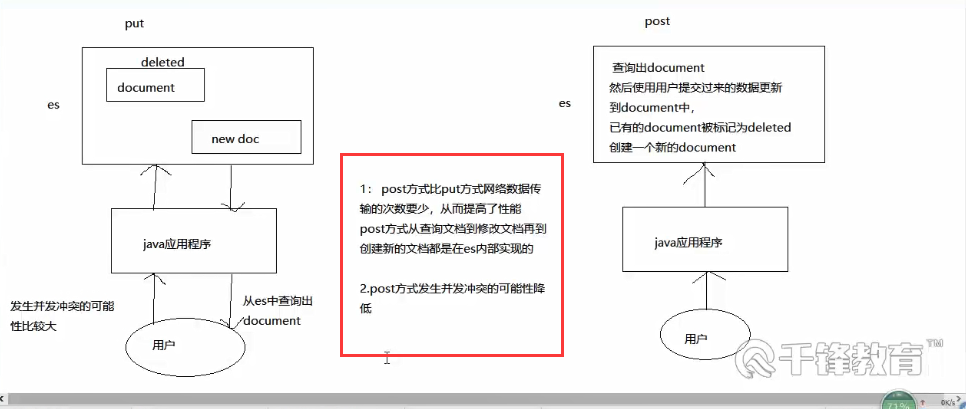 put
es
deleted
document
new doc
java应用程序
发生并发冲突的可能
性比较大
从es中查询出
document
用户
1： post方式比put方式网络数据传
输的次数要少，从而提高了性能
post方式从查询文档到修改文档再到
创建新的文档都是在es内部实现的
2.post方式发生并发冲突的可能性降
低
post
es
查询出document
然后使用用户提交过来的数据更新
到document中，
已有的document被标记为deleted
创建一个新的document
java应用程序
用户
千锋教育™
71%
0K/s